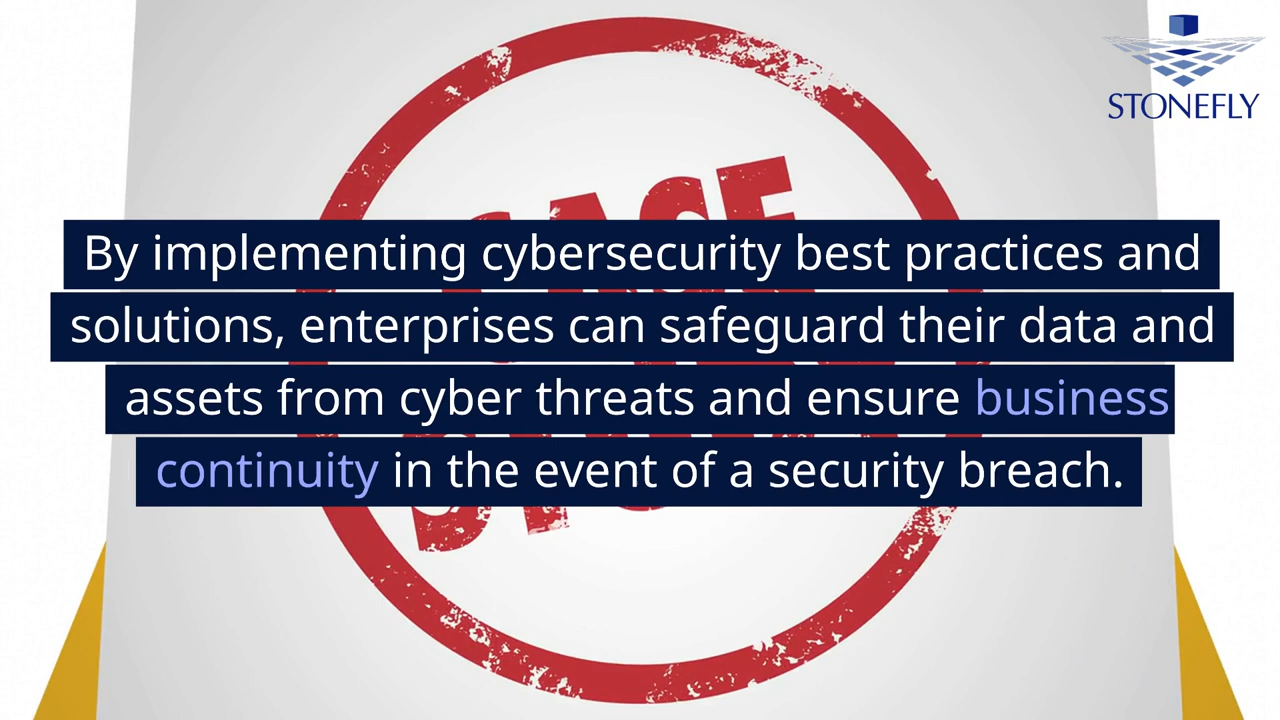 STONEFLY
CASE
By implementing cybersecurity best practices and
solutions, enterprises can safeguard their data and
assets from cyber threats and ensure business
continuity in the event of a security breach.